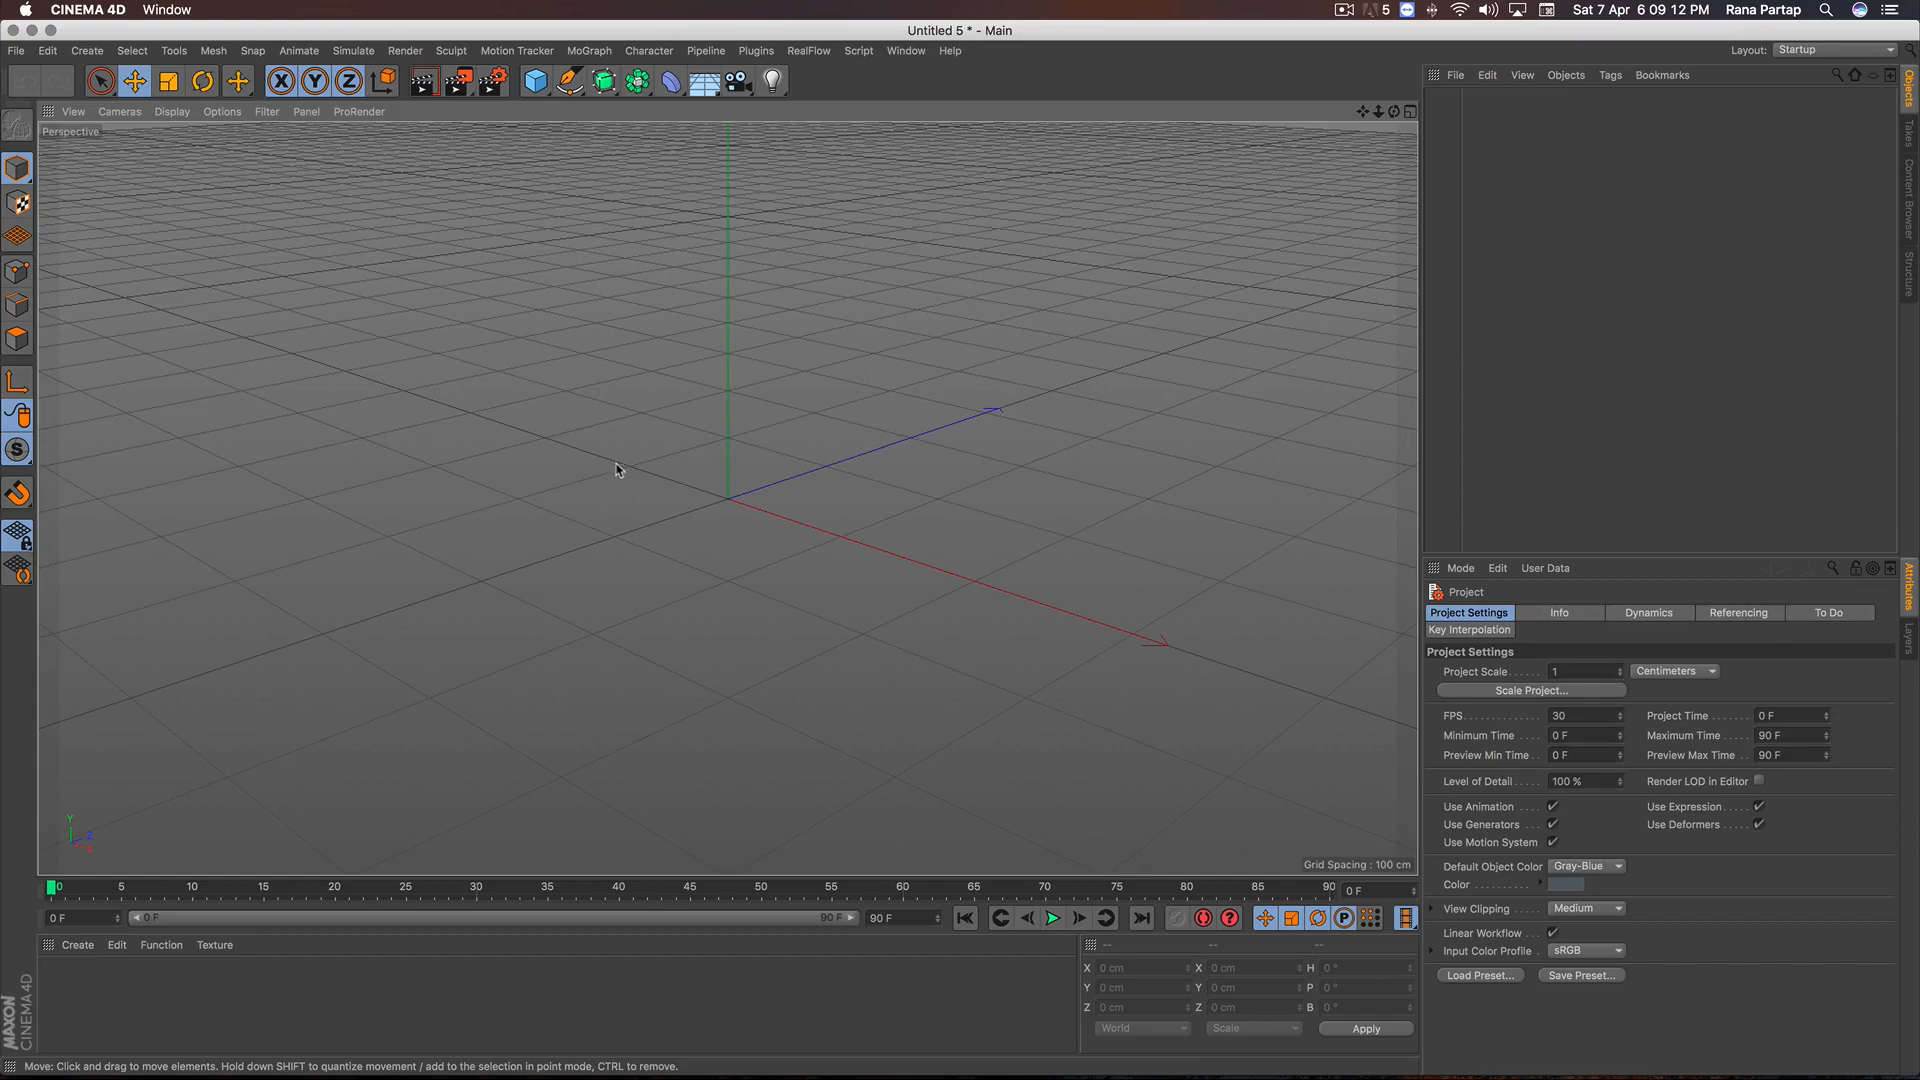 CINEMA 4D Window 5 Sat 7 Apr 6 09 12 PM Rana Partap
Untitled 5 * - Main
File Edit Create Select Tools Mesh Snap Animate Simulate Render Sculpt Motion Tracker MoGraph Character Pipeline Plugins RealFlow Script Window Help Layout: Startup
X Y Z
File Edit View Objects Tags Bookmarks
View Cameras Display Options Filter Panel ProRender
Perspective
Objects
Takes
Content Browser
Structure
Grid Spacing : 100 cm
Y
Z
X
Mode Edit User Data
Attributes
Layers
Project
Project Settings Info Dynamics Referencing To Do
Key Interpolation
Project Settings
Project Scale 1 Centimeters
Scale Project...
FPS 30 Project Time 0 F
Minimum Time 0 F Maximum Time 90 F
Preview Min Time 0 F Preview Max Time 90 F
Level of Detail 100 % Render LOD in Editor
Use Animation Use Expression
Use Generators Use Deformers
Use Motion System
Default Object Color Gray-Blue
Color
View Clipping Medium
Linear Workflow
Input Color Profile sRGB
Load Preset... Save Preset...
0 5 10 15 20 25 30 35 40 45 50 55 60 65 70 75 80 85 90 0 F
0 F 0 F 90 F 90 F ? P
Create Edit Function Texture
-- -- --
X 0 cm X 0 cm H 0 °
Y 0 cm Y 0 cm P 0 °
Z 0 cm Z 0 cm B 0 °
World Scale Apply
MAXON
CINEMA 4D
Move: Click and drag to move elements. Hold down SHIFT to quantize movement / add to the selection in point mode, CTRL to remove.